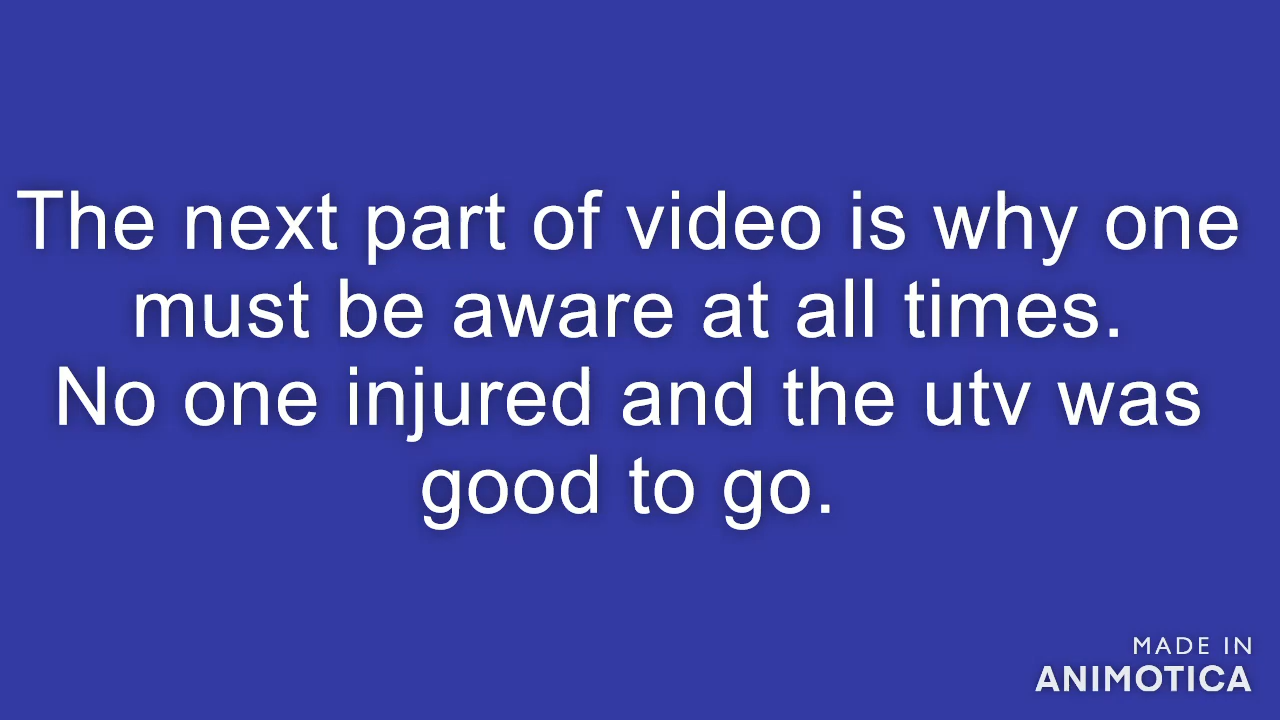 The next part of video is why one
must be aware at all times.
No one injured and the utv was
good to go.
MADE IN
ANIMOTICA